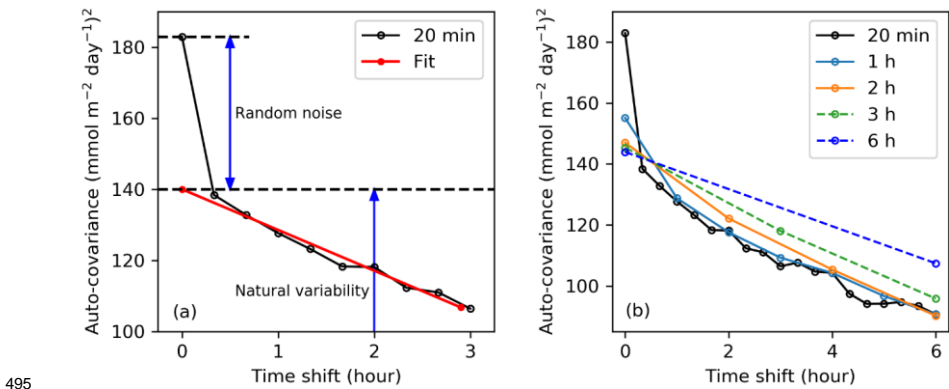 180
160
140
120
100
Auto-covariance (mmol m⁻² day⁻¹)²
20 min
Fit
Random noise
Natural variability
(a)
0
1
2
3
Time shift (hour)
180
160
140
120
100
Auto-covariance (mmol m⁻² day⁻¹)²
20 min
1 h
2 h
3 h
6 h
(b)
0
2
4
6
Time shift (hour)
495